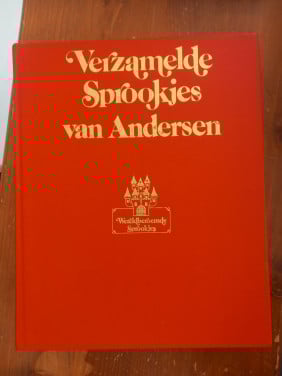 Verzamelde
Sprookjes
van Andersen
Wereldberoemde
Sprookjes